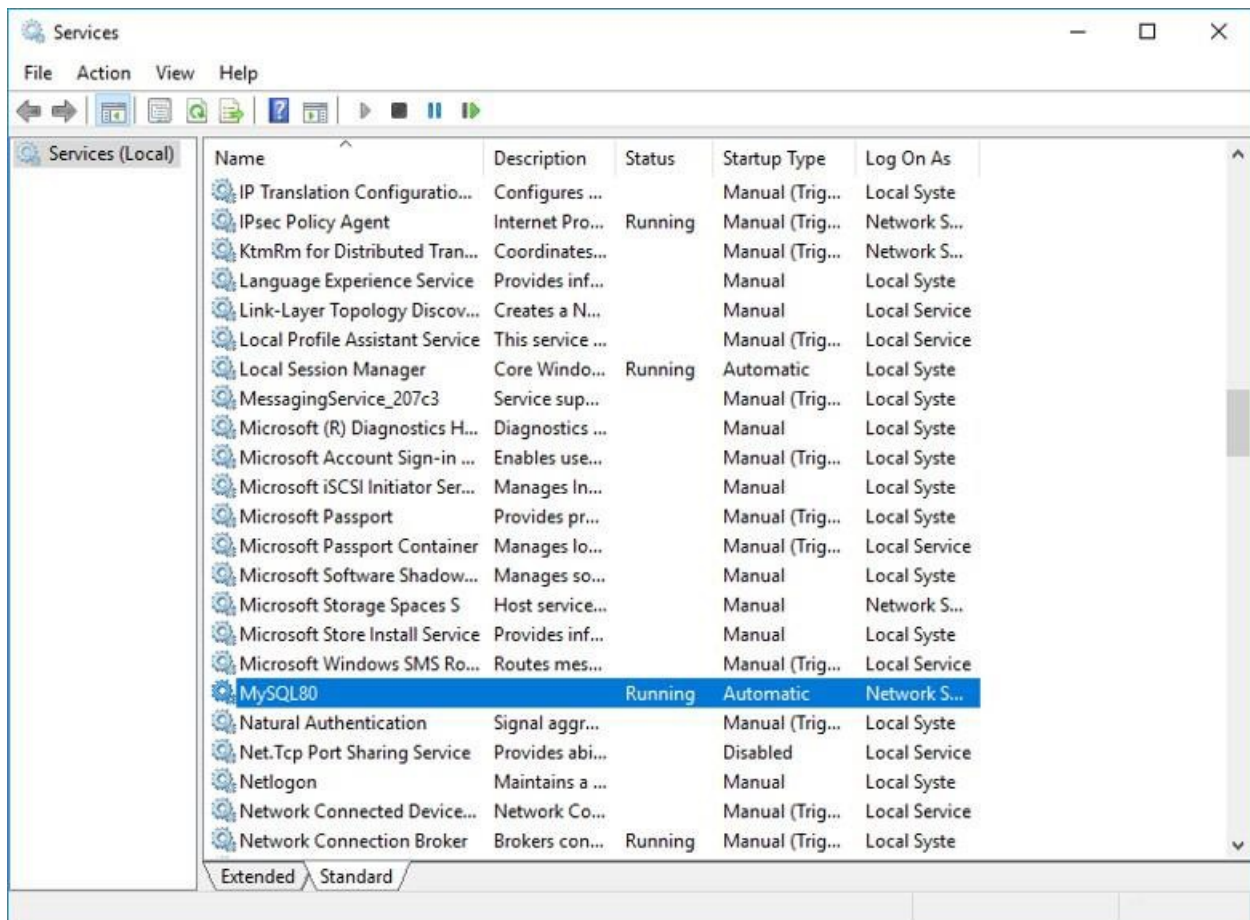 Services
File Action View Help
Services (Local)
Name Description Status Startup Type Log On As
IP Translation Configuratio... Configures ... Manual (Trig... Local Syste
IPsec Policy Agent Internet Pro... Running Manual (Trig... Network S...
KtmRm for Distributed Tran... Coordinates... Manual (Trig... Network S...
Language Experience Service Provides inf... Manual Local Syste
Link-Layer Topology Discov... Creates a N... Manual Local Service
Local Profile Assistant Service This service ... Manual (Trig... Local Service
Local Session Manager Core Windo... Running Automatic Local Syste
MessagingService_207c3 Service sup... Manual (Trig... Local Syste
Microsoft (R) Diagnostics H... Diagnostics ... Manual Local Syste
Microsoft Account Sign-in ... Enables use... Manual (Trig... Local Syste
Microsoft iSCSI Initiator Ser... Manages In... Manual Local Syste
Microsoft Passport Provides pr... Manual (Trig... Local Syste
Microsoft Passport Container Manages lo... Manual (Trig... Local Service
Microsoft Software Shadow... Manages so... Manual Local Syste
Microsoft Storage Spaces S Host service... Manual Network S...
Microsoft Store Install Service Provides inf... Manual Local Syste
Microsoft Windows SMS Ro... Routes mes... Manual (Trig... Local Service
MySQL80 Running Automatic Network S...
Natural Authentication Signal aggr... Manual (Trig... Local Syste
Net.Tcp Port Sharing Service Provides abi... Disabled Local Service
Netlogon Maintains a ... Manual Local Syste
Network Connected Device... Network Co... Manual (Trig... Local Service
Network Connection Broker Brokers con... Running Manual (Trig... Local Syste
Extended Standard